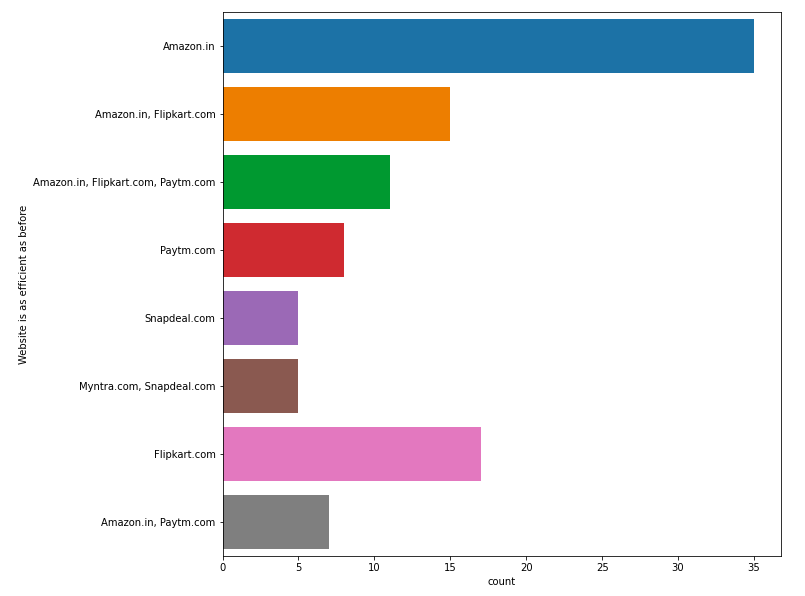 Website is as efficient as before
Amazon.in
Amazon.in, Flipkart.com
Amazon.in, Flipkart.com, Paytm.com
Paytm.com
Snapdeal.com
Myntra.com, Snapdeal.com
Flipkart.com
Amazon.in, Paytm.com
0 5 10 15 20 25 30 35
count